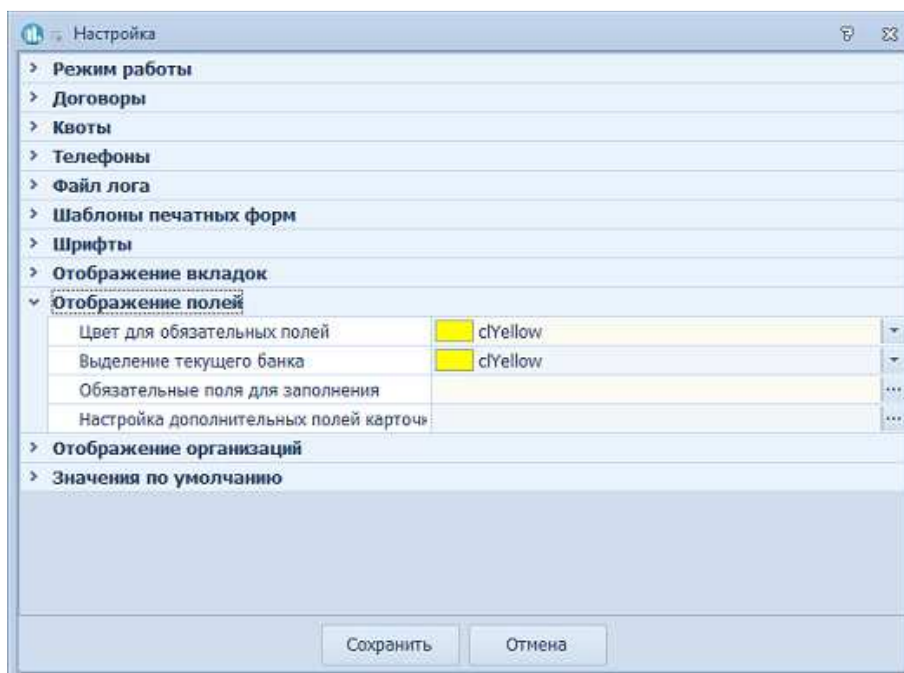 Настройка
Режим работы
Договоры
Квоты
Телефоны
Файл лога
Шаблоны печатных форм
Шрифты
Отображение вкладок
Отображение полей
Цвет для обязательных полей clYellow
Выделение текущего банка clYellow
Обязательные поля для заполнения ...
Настройка дополнительных полей карточ ...
Отображение организаций
Значения по умолчанию
Сохранить Отмена